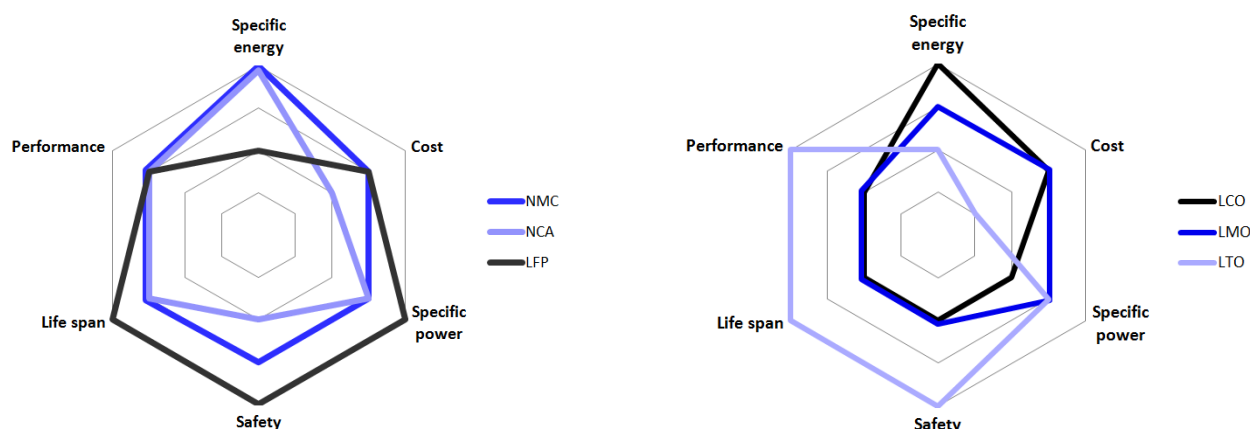 Specific
energy
Performance
Cost
NMC
NCA
LFP
Life span
Specific
power
Safety
Specific
energy
Performance
Cost
LCO
LMO
LTO
Life span
Specific
power
Safety